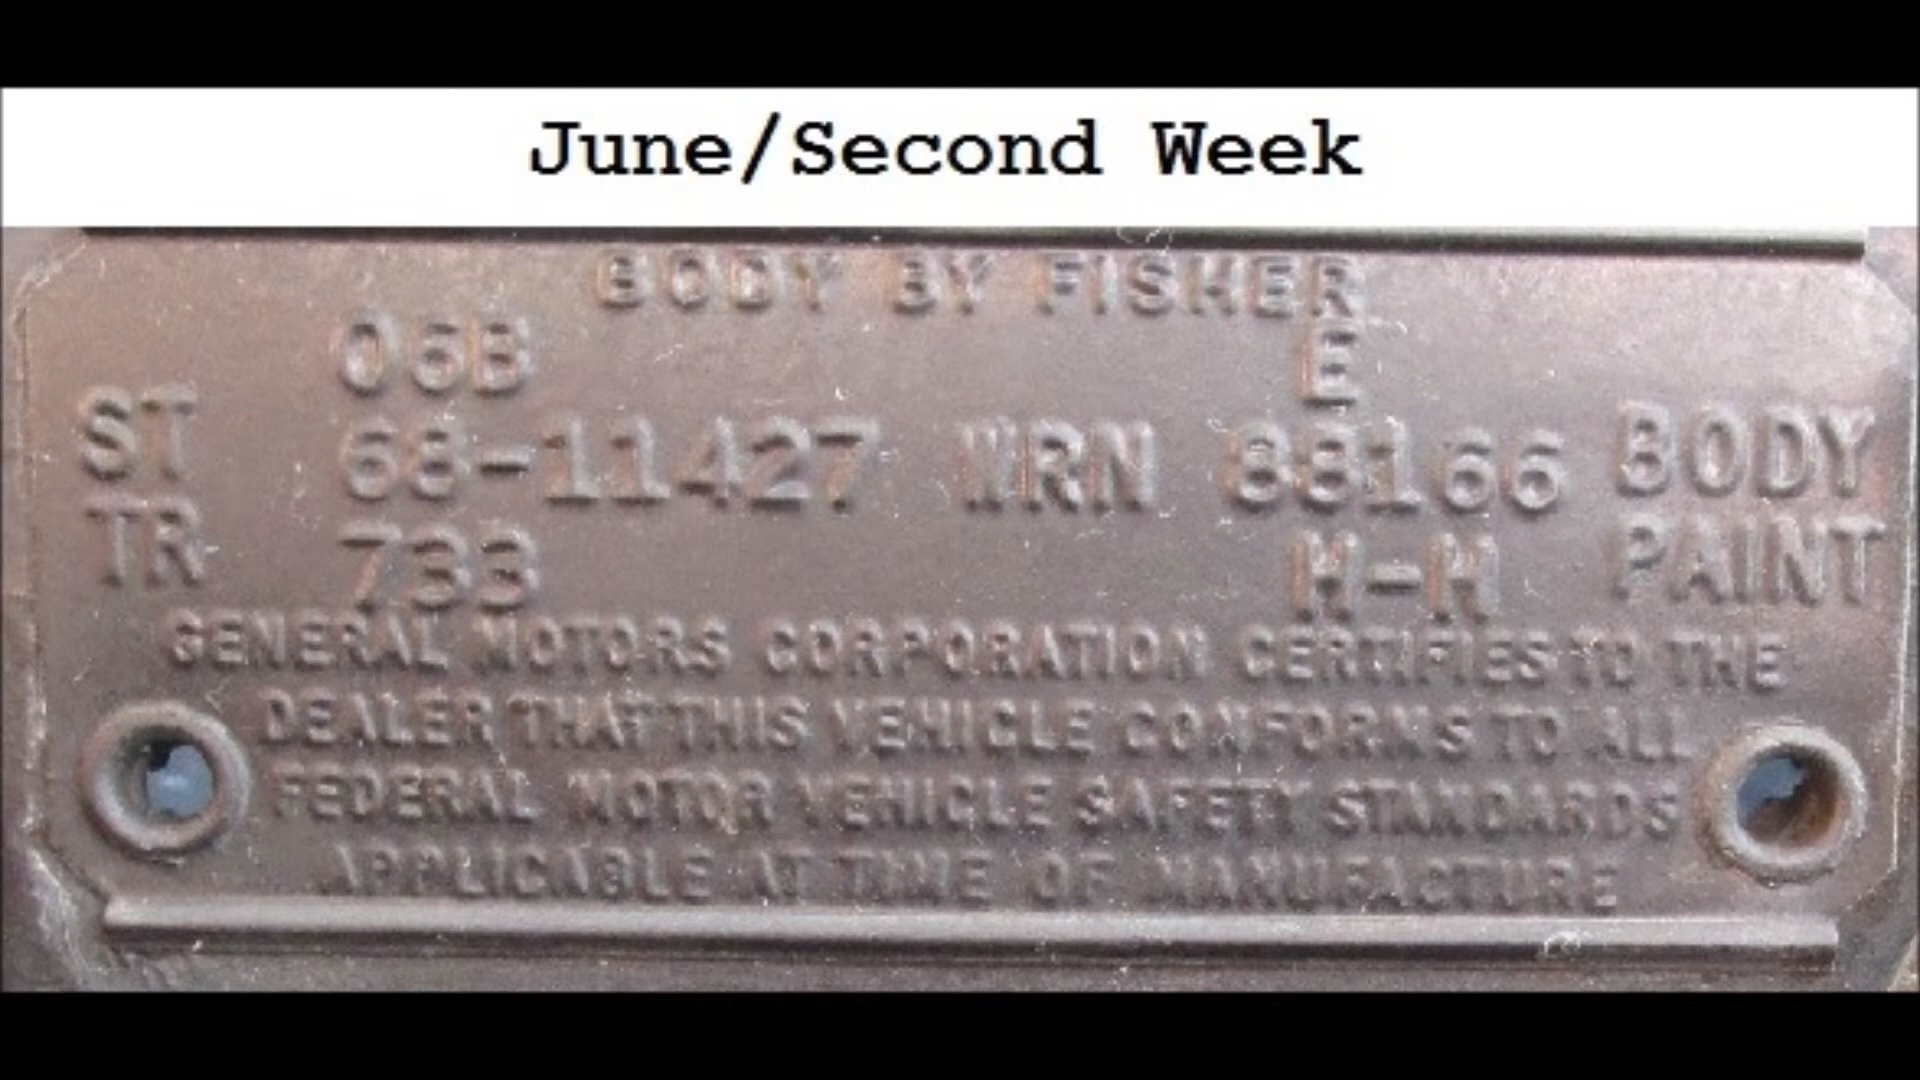 June/Second Week
BODY BY FISHER
06B E
ST 68-11427 WRN 88166 BODY
TR 733 M-M PAINT
GENERAL MOTORS CORPORATION CERTIFIES TO THE
DEALER THAT THIS VEHICLE CONFORMS TO ALL
FEDERAL MOTOR VEHICLE SAFETY STANDARDS
APPLICABLE AT TIME OF MANUFACTURE